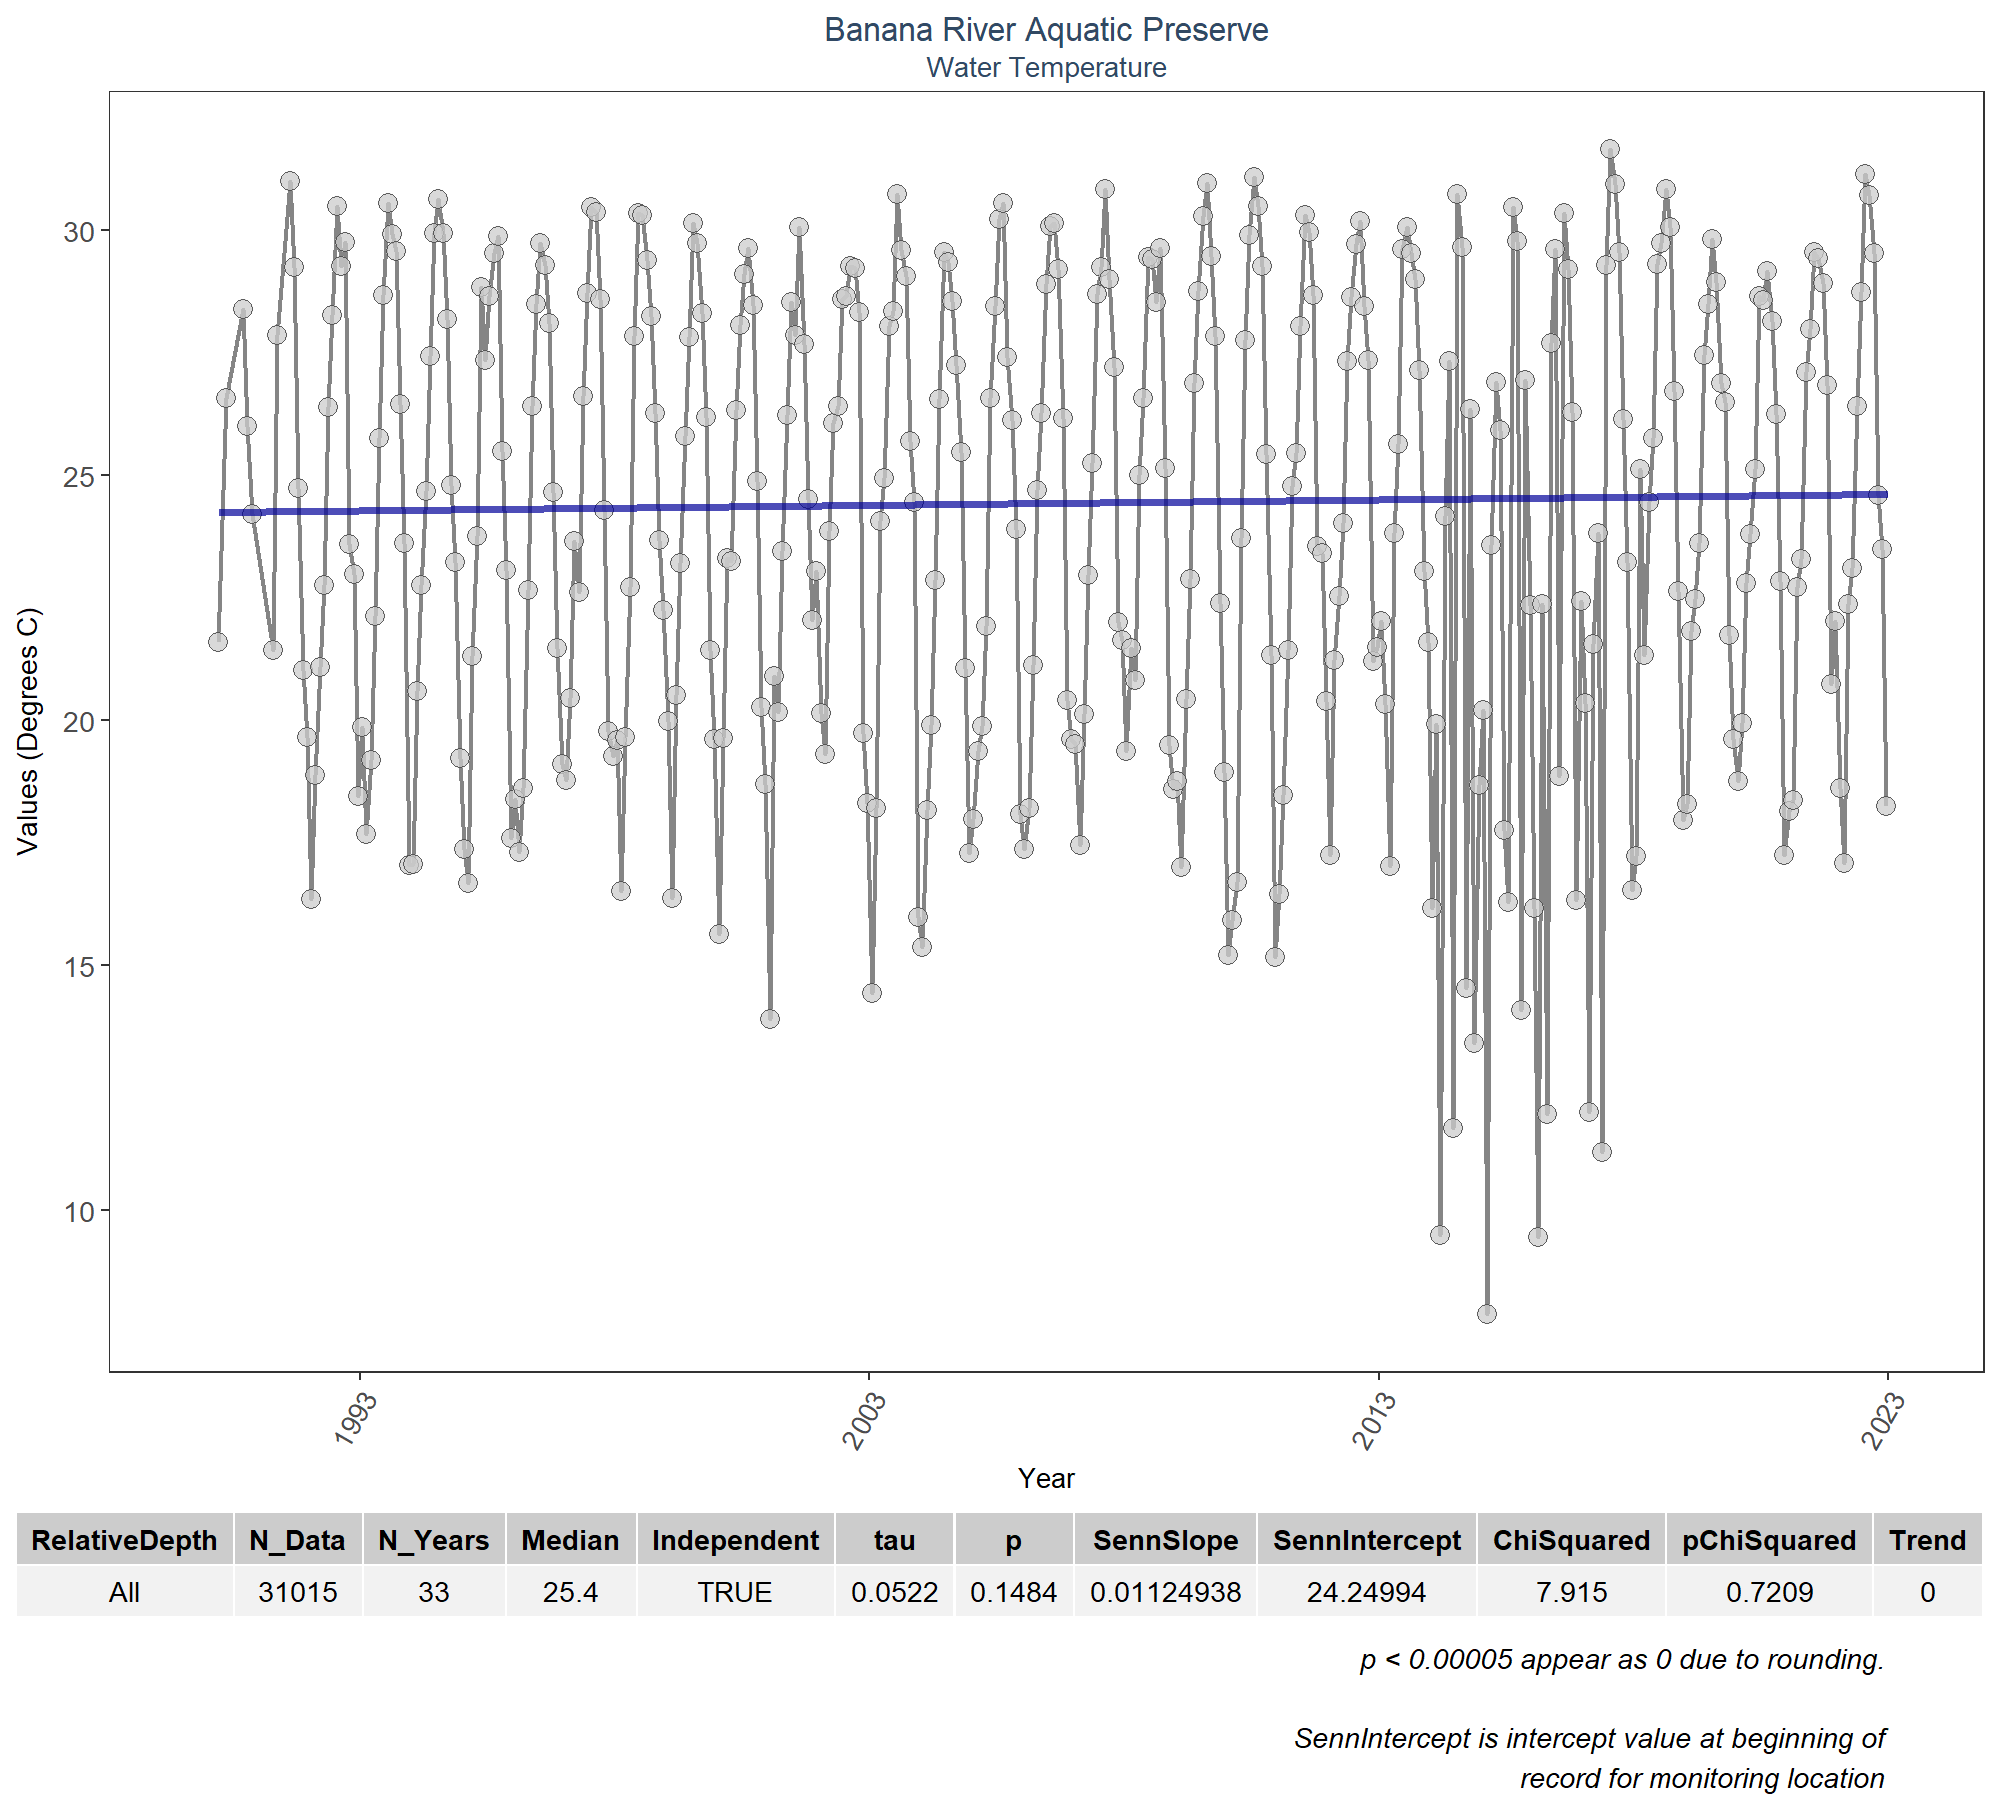 Banana River Aquatic Preserve
Water Temperature
Values (Degrees C)
30
25
20
15
10
1993
2003
2013
2023
Year
RelativeDepth N_Data N_Years Median Independent tau p SennSlope SennIntercept ChiSquared pChiSquared Trend
All 31015 33 25.4 TRUE 0.0522 0.1484 0.01124938 24.24994 7.915 0.7209 0
p < 0.00005 appear as 0 due to rounding.
SennIntercept is intercept value at beginning of
record for monitoring location